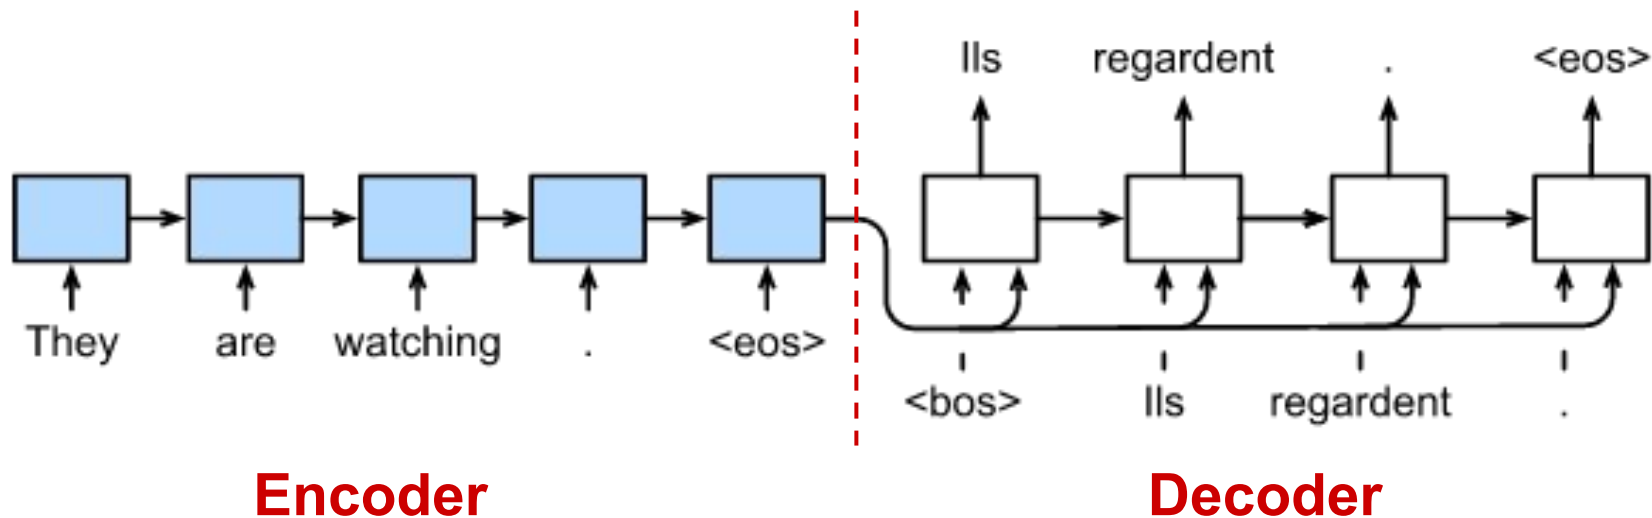 Ils regardent . <eos>
They are watching . <eos>
<bos> Ils regardent .
Encoder Decoder